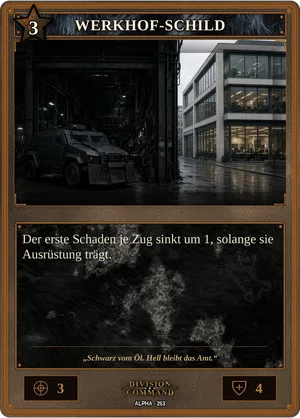 3
WERKHOF-SCHILD
Der erste Schaden je Zug sinkt um 1, solange sie
Ausrüstung trägt.
„Schwarz vom Öl. Hell bleibt das Amt.“
3
DIVISION
COMMAND
ALPHA - 263
4